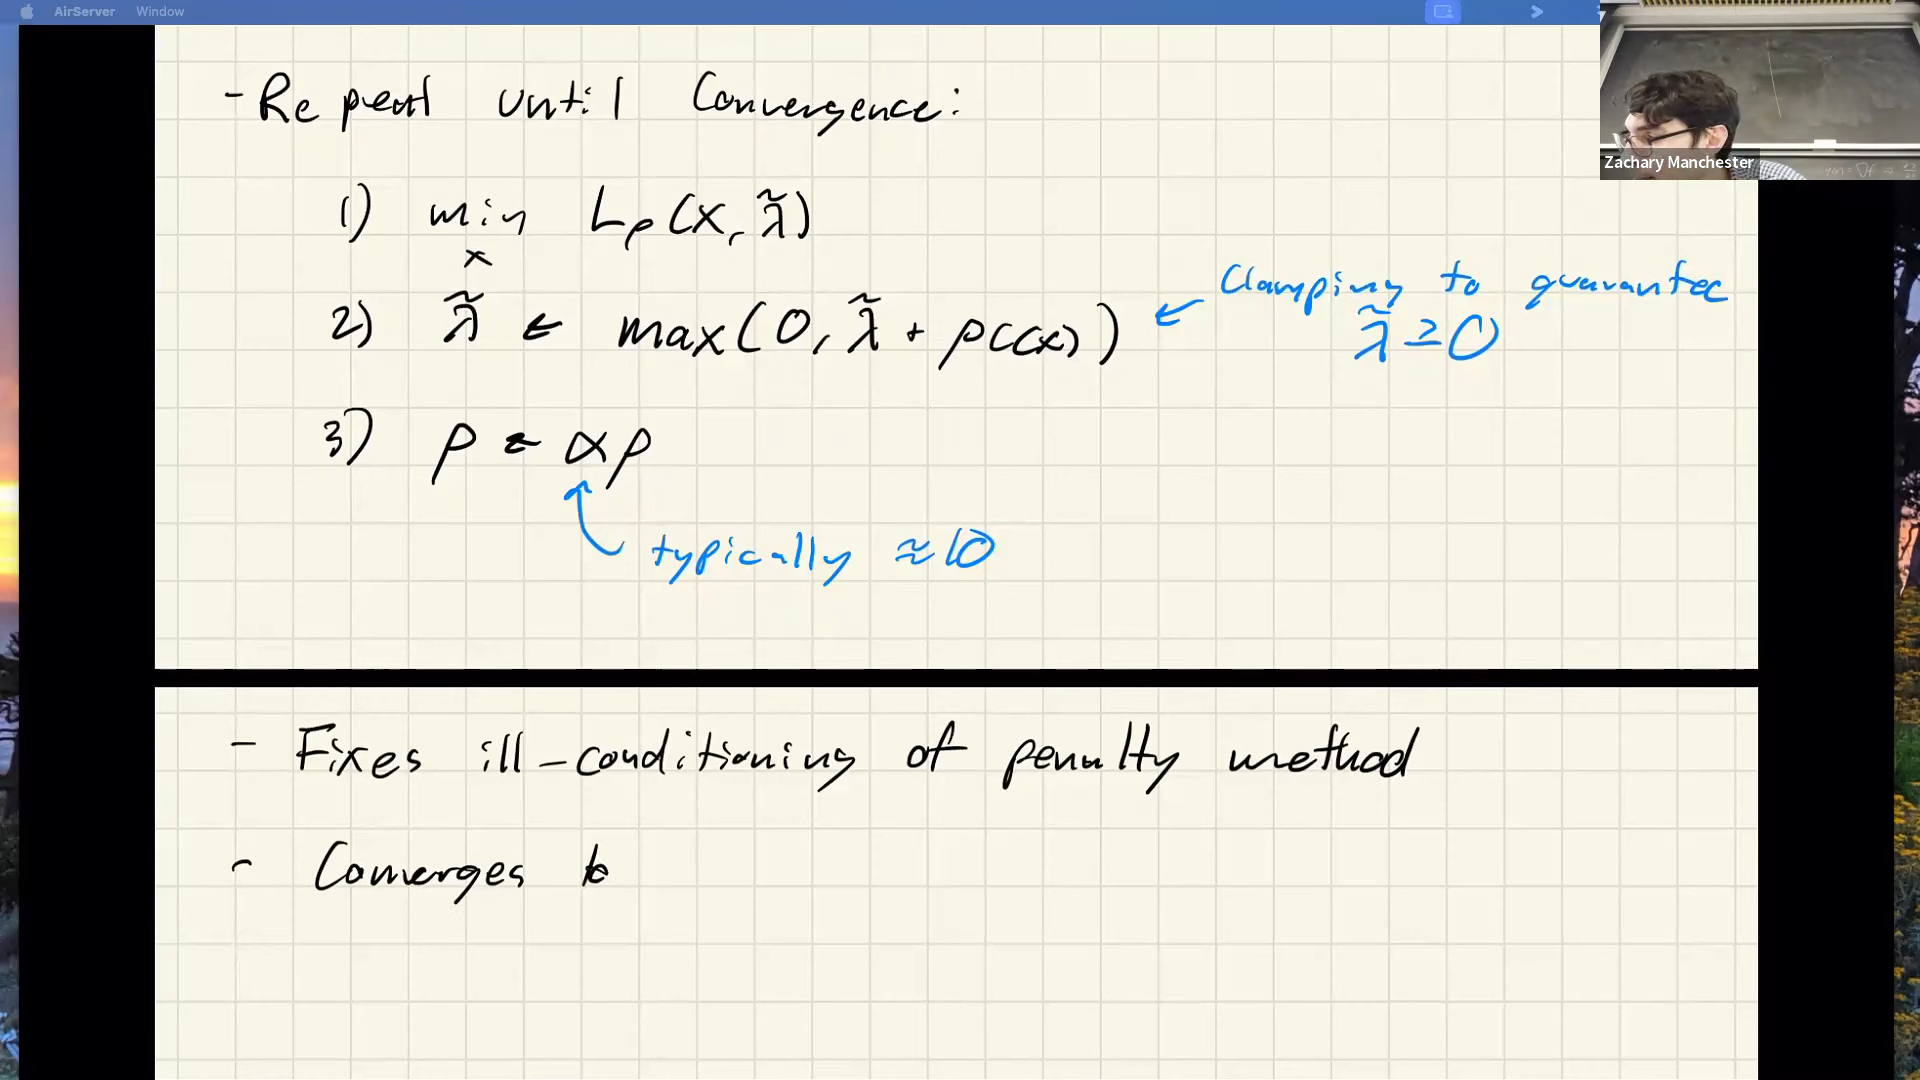 AirServer Window
Zachary Manchester
- Repeat until Convergence:
1) min L_ρ(x, λ̃)
x
2) λ̃ ← max(0, λ̃ + ρc(x)) ← Clamping to guarantee
λ̃ ≥ 0
3) ρ ← αρ
typically ≈10
- Fixes ill-conditioning of penalty method
- Converges to